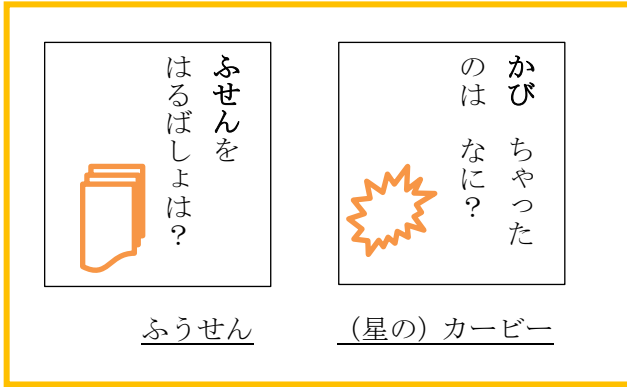 かび　ちゃった
のは　なに？
（星の）カービー
ふせんを
はるばしょは？
ふうせん